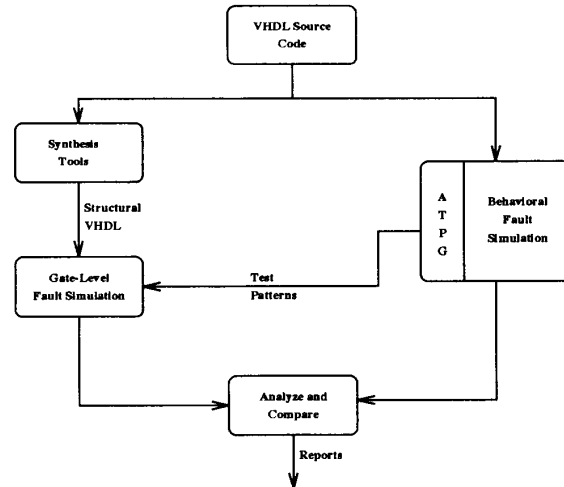 VHDL Source
Code
Synthesis
Tools
A
T
P
G
Behavioral
Fault
Simulation
Structural
VHDL
Gate-Level
Fault Simulation
Test
Patterns
Analyze and
Compare
Reports